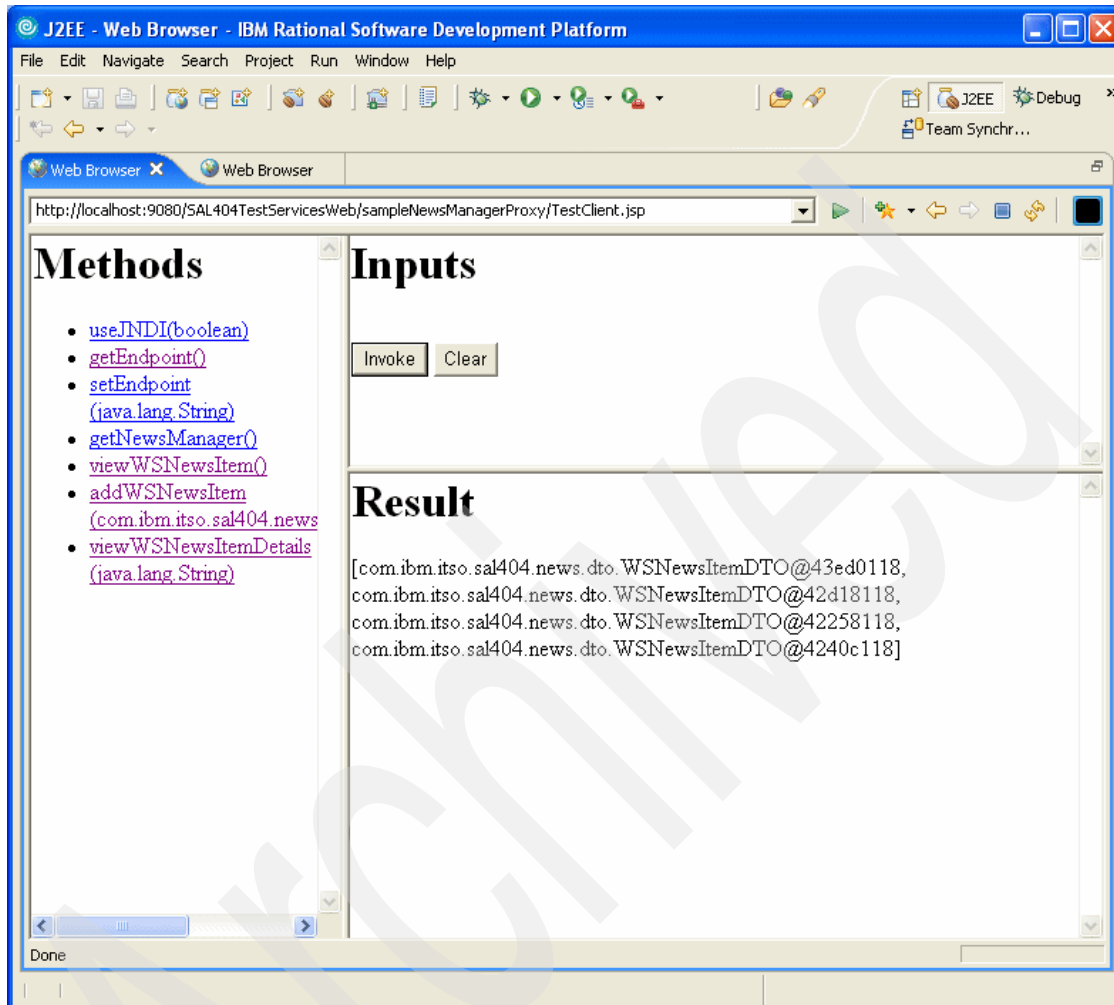 J2EE - Web Browser - IBM Rational Software Development Platform
File Edit Navigate Search Project Run Window Help
J2EE Debug »
Team Synchr...
Web Browser Web Browser
http://localhost:9080/SAL404TestServicesWeb/sampleNewsManagerProxy/TestClient.jsp
Methods
useJNDI(boolean)
getEndpoint()
setEndpoint
(java.lang.String)
getNewsManager()
viewWSNewsItem()
addWSNewsItem
(com.ibm.itso.sal404.news
viewWSNewsItemDetails
(java.lang.String)
Inputs
Invoke Clear
Result
[com.ibm.itso.sal404.news.dto.WSNewsItemDTO@43ed0118,
com.ibm.itso.sal404.news.dto.WSNewsItemDTO@42d18118,
com.ibm.itso.sal404.news.dto.WSNewsItemDTO@42258118,
com.ibm.itso.sal404.news.dto.WSNewsItemDTO@4240c118]
Done
Archived